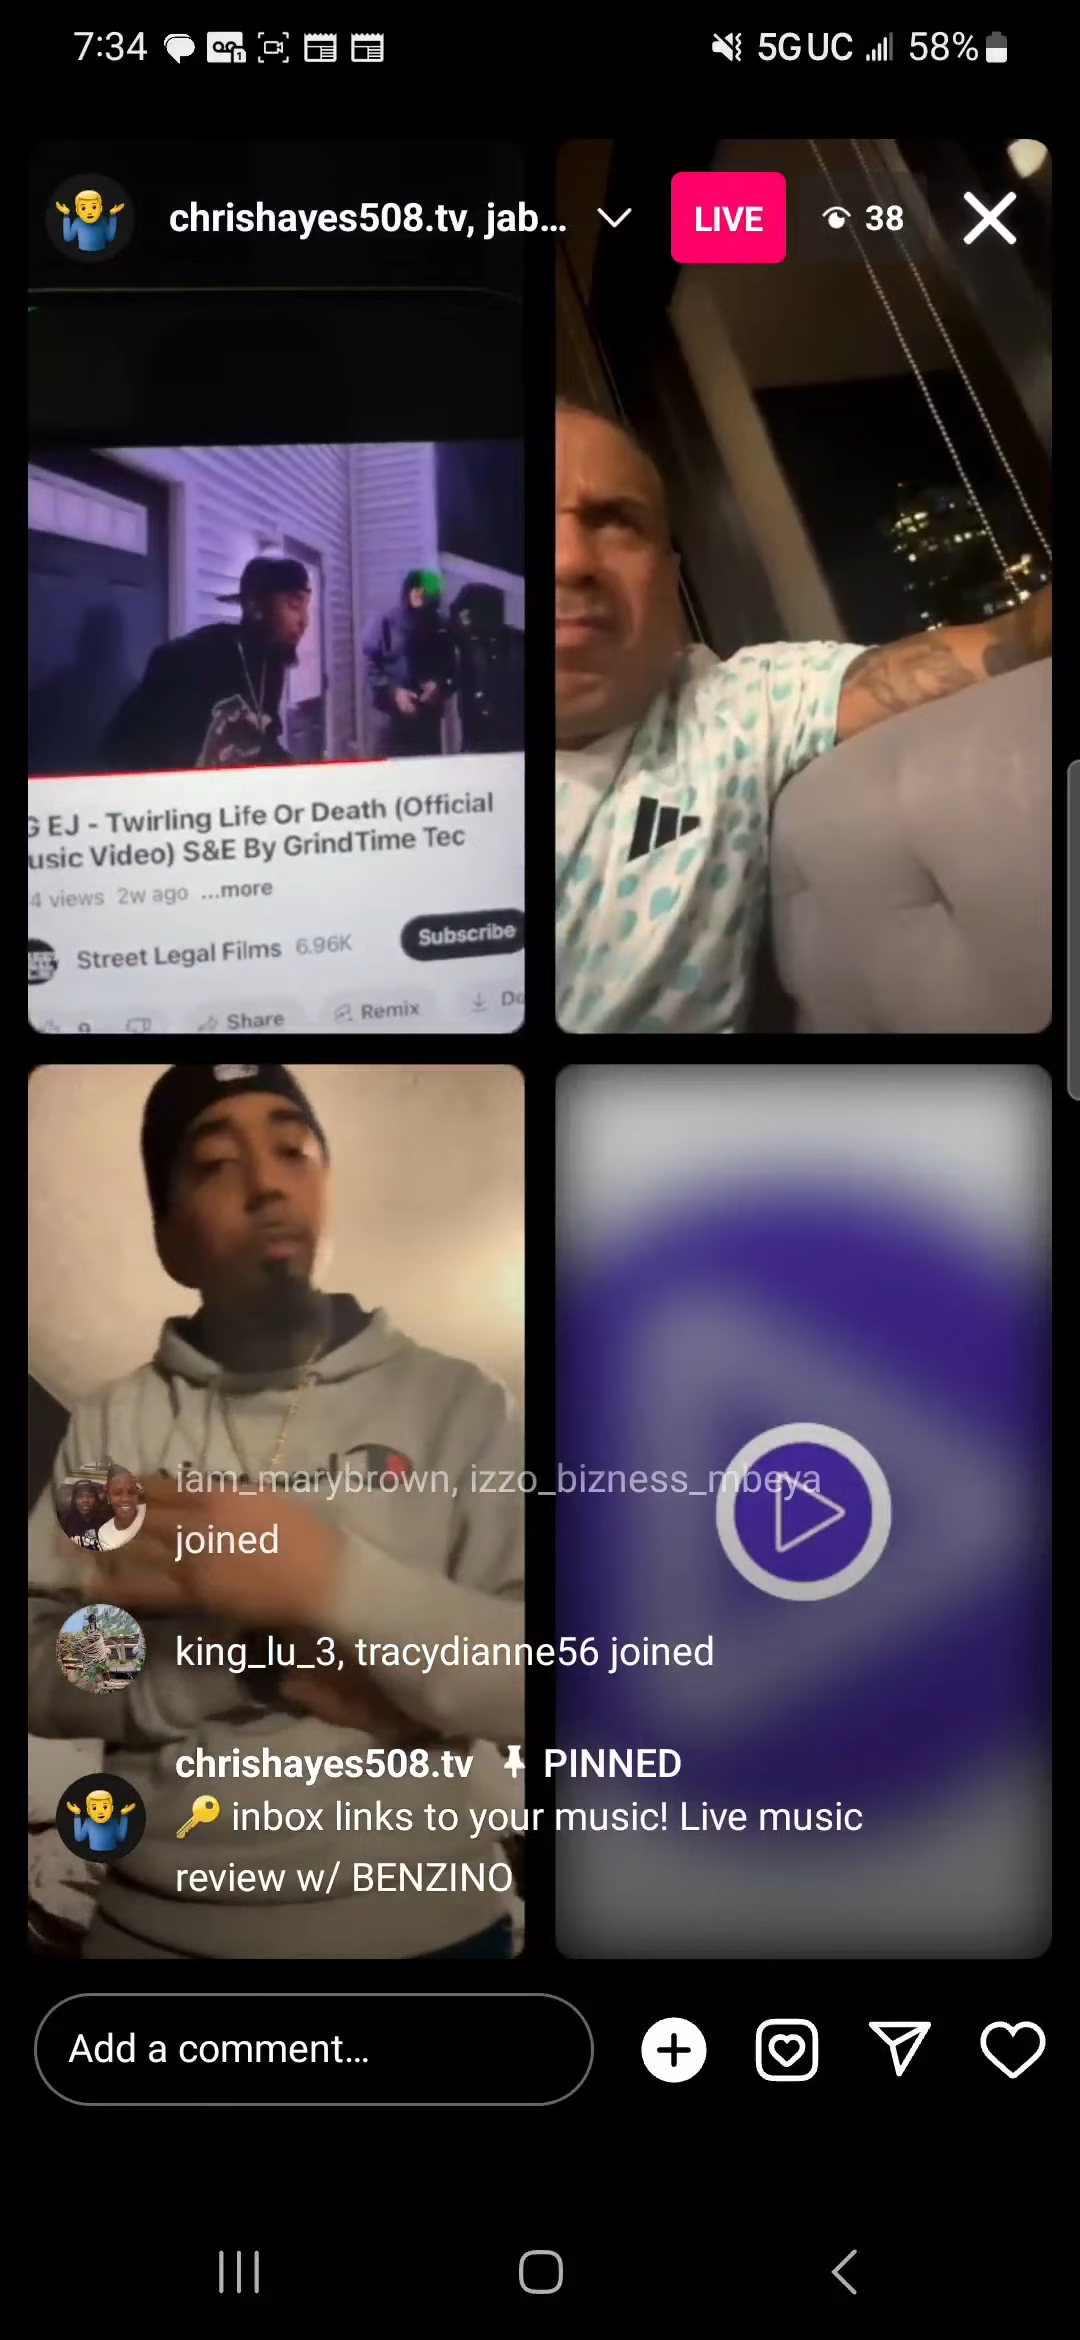 7:34
5G UC 58%
chrishayes508.tv, jab...
LIVE
38
EJ - Twirling Life Or Death (Official
usic Video) S&E By GrindTime Tec
4 views 2w ago ...more
Street Legal Films 6.96K
Subscribe
9 Share Remix Do
iam_marybrown, izzo_bizness_mbeya
joined
king_lu_3, tracydianne56 joined
chrishayes508.tv PINNED
🔑 inbox links to your music! Live music
review w/ BENZINO
Add a comment...